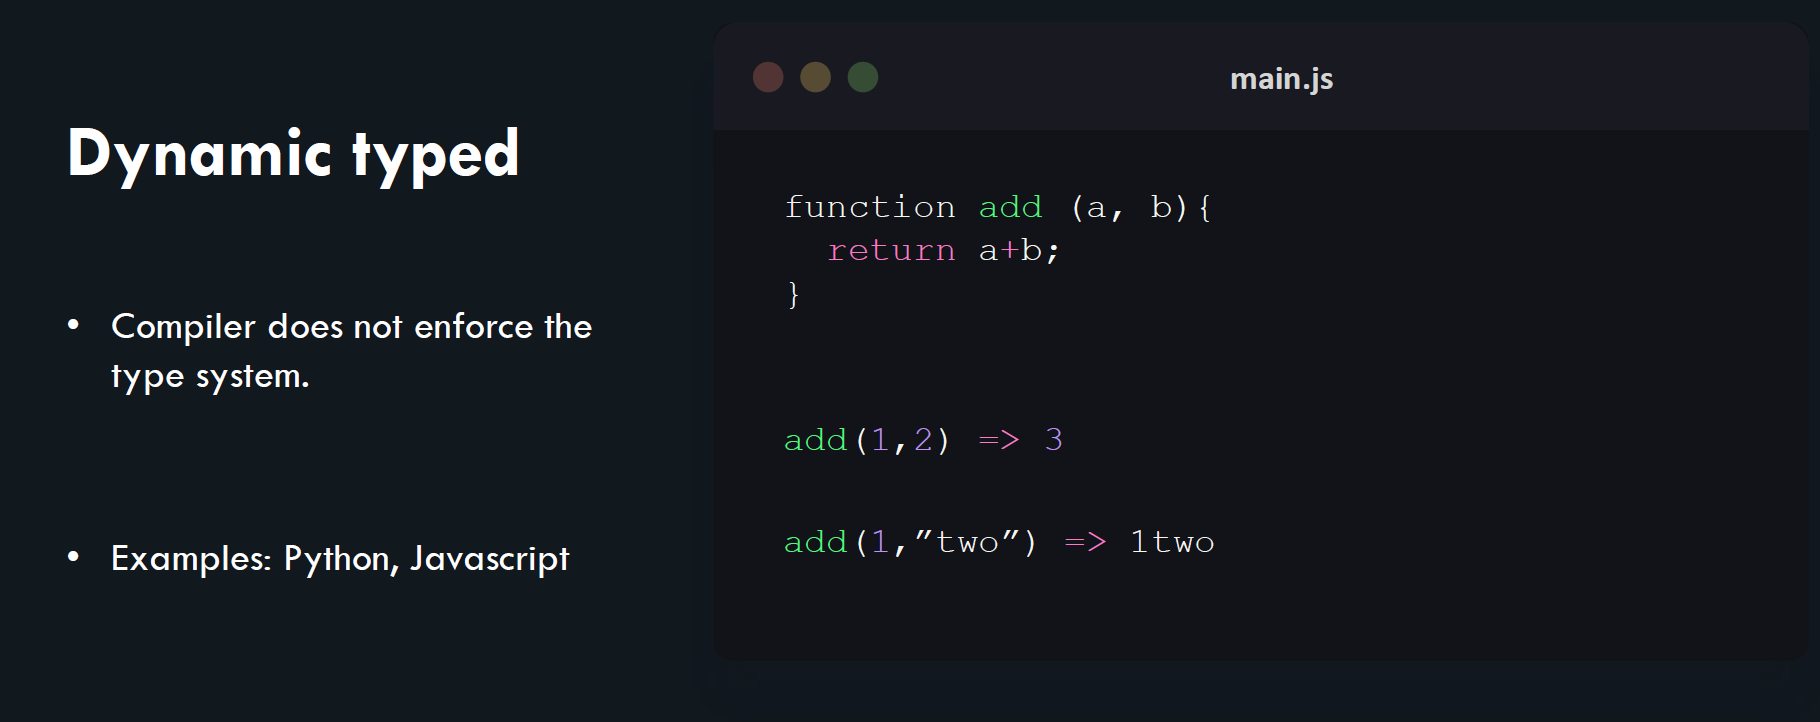 Dynamic typed
• Compiler does not enforce the
type system.
• Examples: Python, Javascript
main.js
function add (a, b){
  return a+b;
}
add(1,2) => 3
add(1,”two”) => 1two